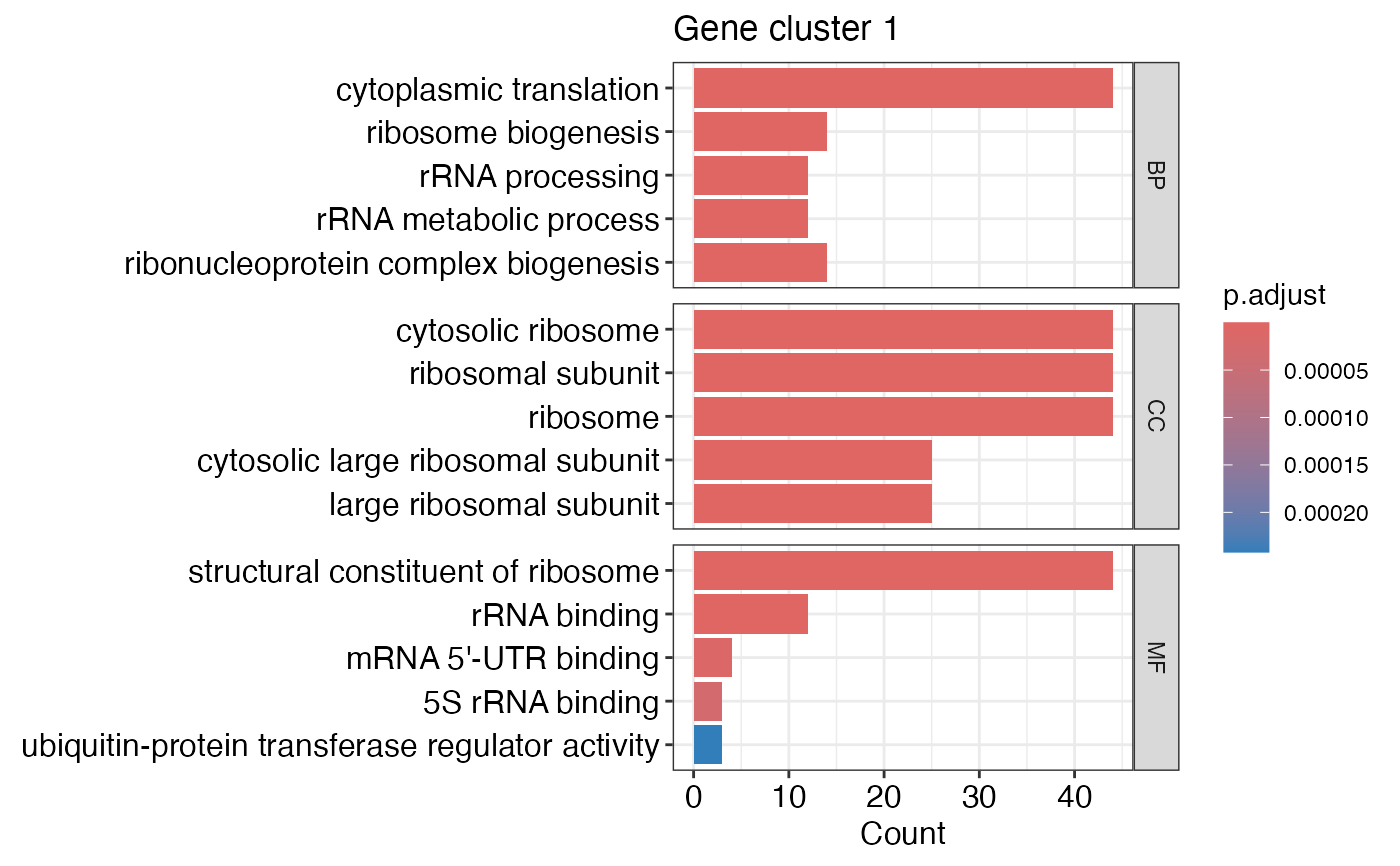 Gene cluster 1
cytoplasmic translation
ribosome biogenesis
rRNA processing
rRNA metabolic process
ribonucleoprotein complex biogenesis
BP
cytosolic ribosome
ribosomal subunit
ribosome
cytosolic large ribosomal subunit
large ribosomal subunit
CC
structural constituent of ribosome
rRNA binding
mRNA 5'-UTR binding
5S rRNA binding
ubiquitin-protein transferase regulator activity
MF
0 10 20 30 40
Count
p.adjust
0.00005
0.00010
0.00015
0.00020